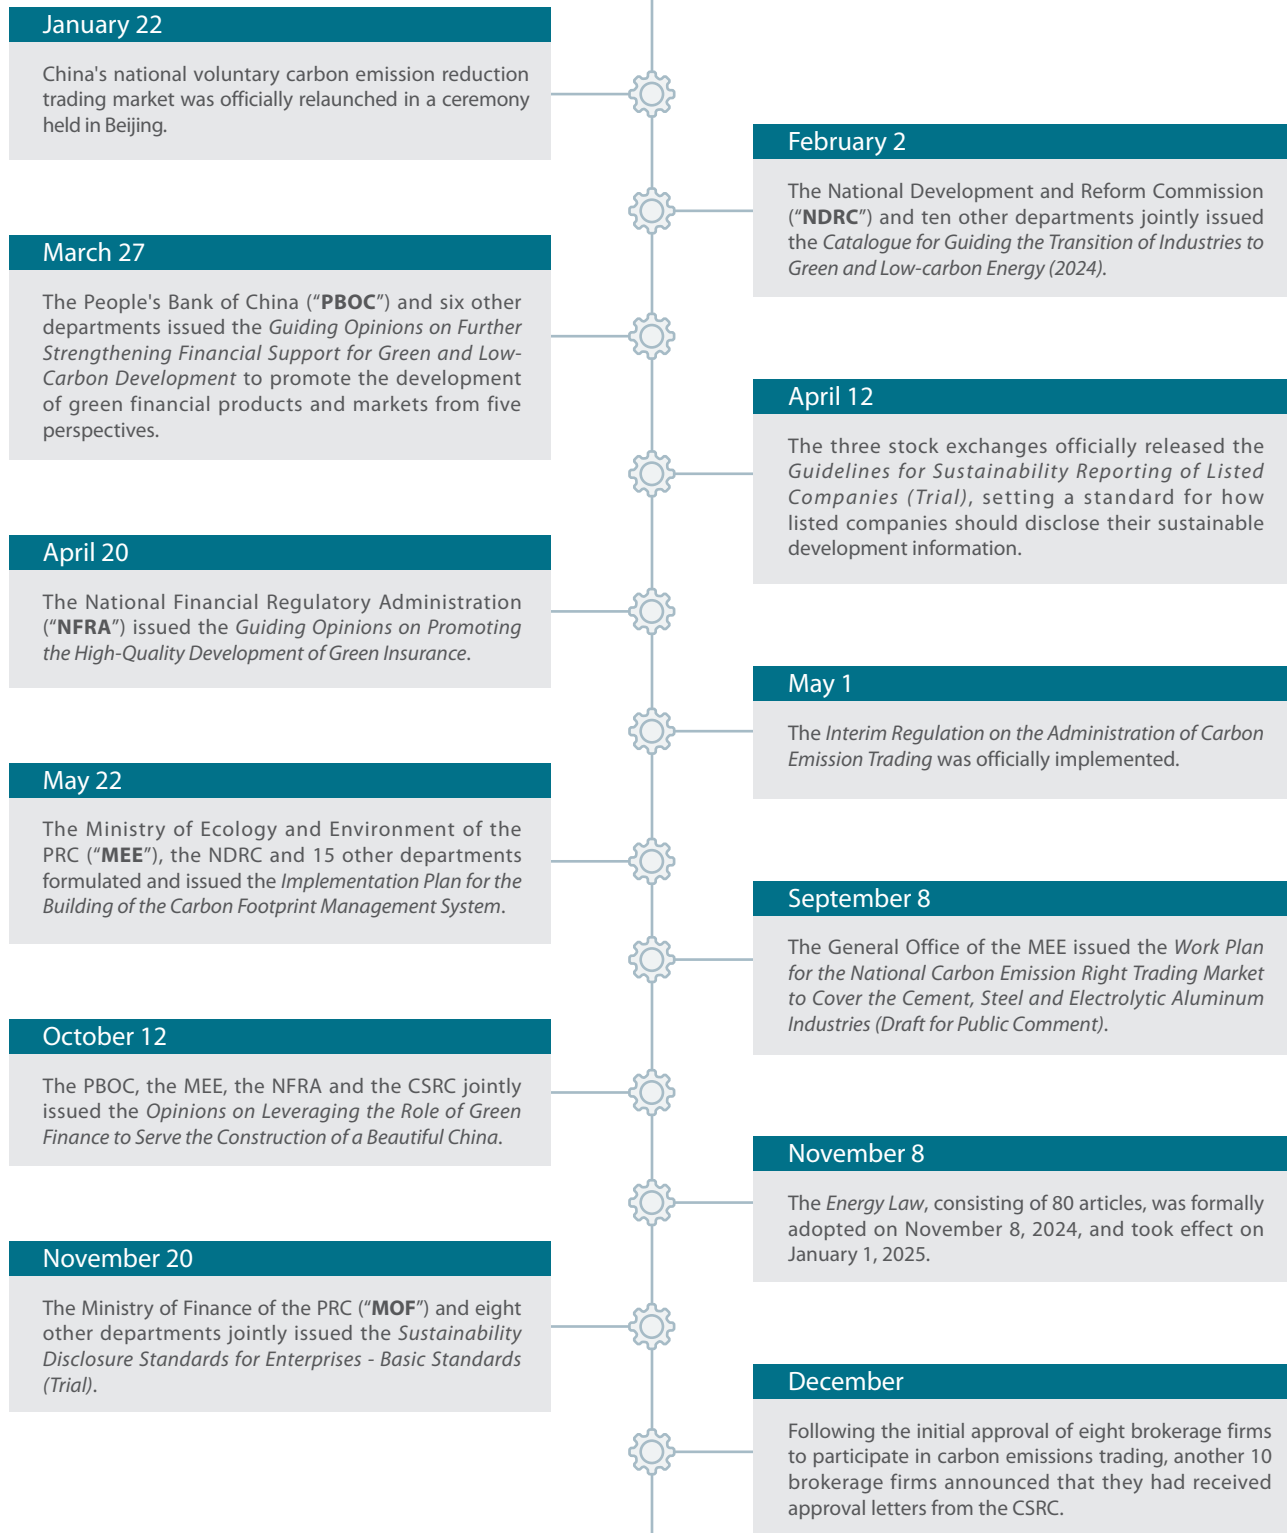 January 22
China's national voluntary carbon emission reduction
trading market was officially relaunched in a ceremony
held in Beijing.
February 2
The National Development and Reform Commission
(“NDRC”) and ten other departments jointly issued
the Catalogue for Guiding the Transition of Industries to
Green and Low-carbon Energy (2024).
March 27
The People's Bank of China (“PBOC”) and six other
departments issued the Guiding Opinions on Further
Strengthening Financial Support for Green and Low-
Carbon Development to promote the development
of green financial products and markets from five
perspectives.
April 12
The three stock exchanges officially released the
Guidelines for Sustainability Reporting of Listed
Companies (Trial), setting a standard for how
listed companies should disclose their sustainable
development information.
April 20
The National Financial Regulatory Administration
(“NFRA”) issued the Guiding Opinions on Promoting
the High-Quality Development of Green Insurance.
May 1
The Interim Regulation on the Administration of Carbon
Emission Trading was officially implemented.
May 22
The Ministry of Ecology and Environment of the
PRC (“MEE”), the NDRC and 15 other departments
formulated and issued the Implementation Plan for the
Building of the Carbon Footprint Management System.
September 8
The General Office of the MEE issued the Work Plan
for the National Carbon Emission Right Trading Market
to Cover the Cement, Steel and Electrolytic Aluminum
Industries (Draft for Public Comment).
October 12
The PBOC, the MEE, the NFRA and the CSRC jointly
issued the Opinions on Leveraging the Role of Green
Finance to Serve the Construction of a Beautiful China.
November 8
The Energy Law, consisting of 80 articles, was formally
adopted on November 8, 2024, and took effect on
January 1, 2025.
November 20
The Ministry of Finance of the PRC (“MOF”) and eight
other departments jointly issued the Sustainability
Disclosure Standards for Enterprises - Basic Standards
(Trial).
December
Following the initial approval of eight brokerage firms
to participate in carbon emissions trading, another 10
brokerage firms announced that they had received
approval letters from the CSRC.